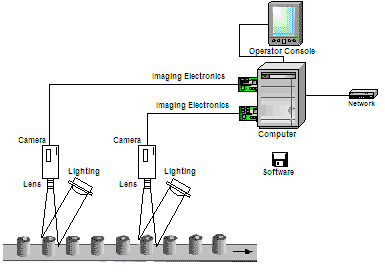 Operator Console
Imaging Electronics
Imaging Electronics
Network
Computer
Camera
Camera
Software
Lighting
Lighting
Lens
Lens